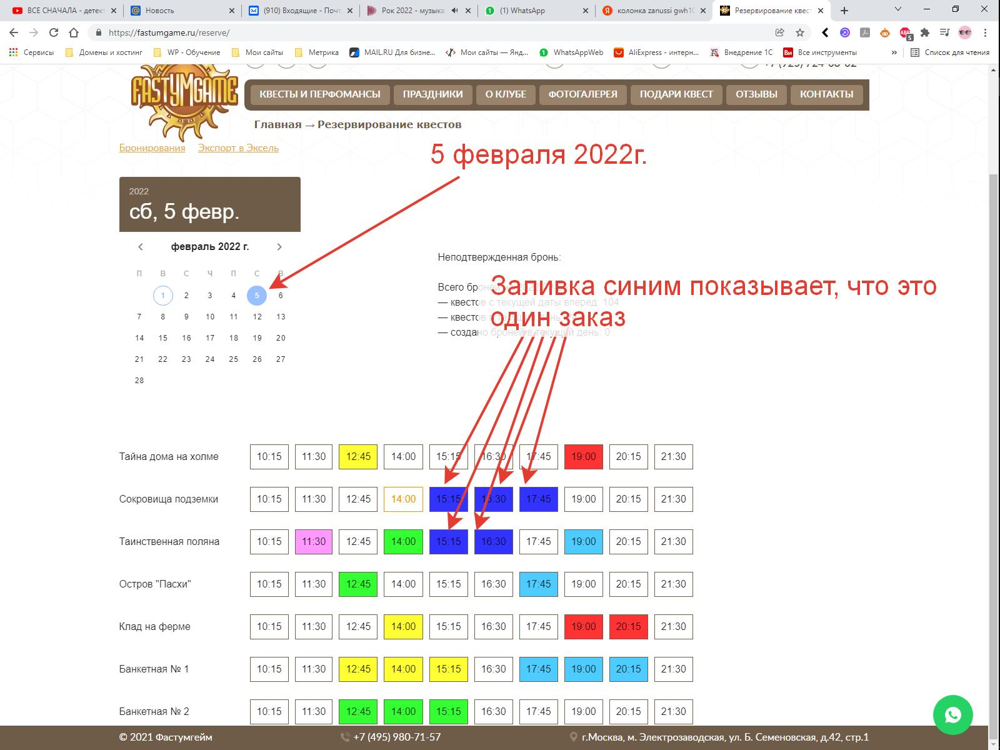 ВСЕ СНАЧАЛА - детек
Новость
(910) Входящие - Почт
Рок 2022 - музыка
(1) WhatsApp
колонка zanussi gwh10
Резервирование квест
https://fastumgame.ru/reserve/
Сервисы
Домены и хостинг
WP - Обучение
Мои сайты
Метрика
MAIL.RU Для бизне...
Мои сайты — Янд...
WhatsAppWeb
AliExpress - интерн...
Внедрение 1С
Все инструменты
»
Список для чтения
FASTУМGAME
КВЕСТЫ И ПЕРФОМАНСЫ ПРАЗДНИКИ О КЛУБЕ ФОТОГАЛЕРЕЯ ПОДАРИ КВЕСТ ОТЗЫВЫ КОНТАКТЫ
Главная → Резервирование квестов
Бронирования Экспорт в Эксель
5 февраля 2022г.
2022
сб, 5 февр.
февраль 2022 г.
П В С Ч П С В
1 2 3 4 5 6
7 8 9 10 11 12 13
14 15 16 17 18 19 20
21 22 23 24 25 26 27
28
Неподтвержденная бронь:
Всего
— квестов с текущей даты вперед: 104
— квестов
— создано броней в текущий день: 0
Заливка синим показывает, что это
один заказ
Тайна дома на холме 10:15 11:30 12:45 14:00 15:15 16:30 17:45 19:00 20:15 21:30
Сокровища подземки 10:15 11:30 12:45 14:00 15:15 16:30 17:45 19:00 20:15 21:30
Таинственная поляна 10:15 11:30 12:45 14:00 15:15 16:30 17:45 19:00 20:15 21:30
Остров "Пасхи" 10:15 11:30 12:45 14:00 15:15 16:30 17:45 19:00 20:15 21:30
Клад на ферме 10:15 11:30 12:45 14:00 15:15 16:30 17:45 19:00 20:15 21:30
Банкетная № 1 10:15 11:30 12:45 14:00 15:15 16:30 17:45 19:00 20:15 21:30
Банкетная № 2 10:15 11:30 12:45 14:00 15:15 16:30 17:45 19:00 20:15 21:30
© 2021 Фастумгейм +7 (495) 980-71-57 г.Москва, м. Электрозаводская, ул. Б. Семеновская, д.42, стр.1